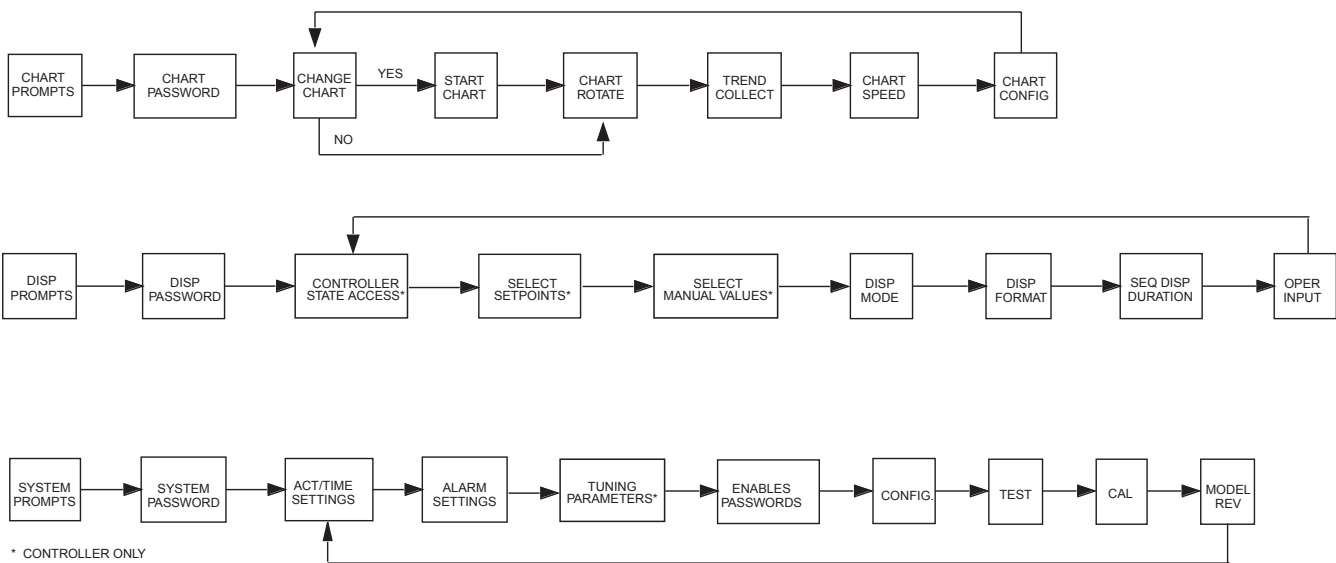 CHART
PROMPTS
CHART
PASSWORD
CHANGE
CHART
YES
NO
START
CHART
CHART
ROTATE
TREND
COLLECT
CHART
SPEED
CHART
CONFIG
DISP
PROMPTS
DISP
PASSWORD
CONTROLLER
STATE ACCESS*
SELECT
SETPOINTS*
SELECT
MANUAL VALUES*
DISP
MODE
DISP
FORMAT
SEQ DISP
DURATION
OPER
INPUT
SYSTEM
PROMPTS
SYSTEM
PASSWORD
ACT/TIME
SETTINGS
ALARM
SETTINGS
TUNING
PARAMETERS*
ENABLES
PASSWORDS
CONFIG.
TEST
CAL
MODEL
REV
* CONTROLLER ONLY